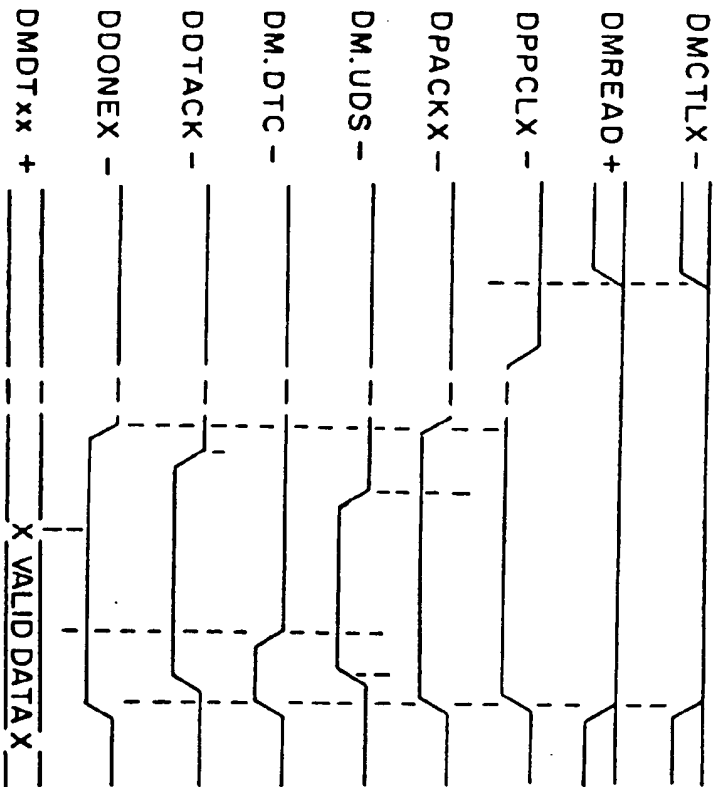 DMCTLX -
DMREAD +
DPPCLX -
DPACKX -
DM.UDS -
DM.DTC -
DDTACK -
DDONEX -
DMDTxx +
X VALID DATA X